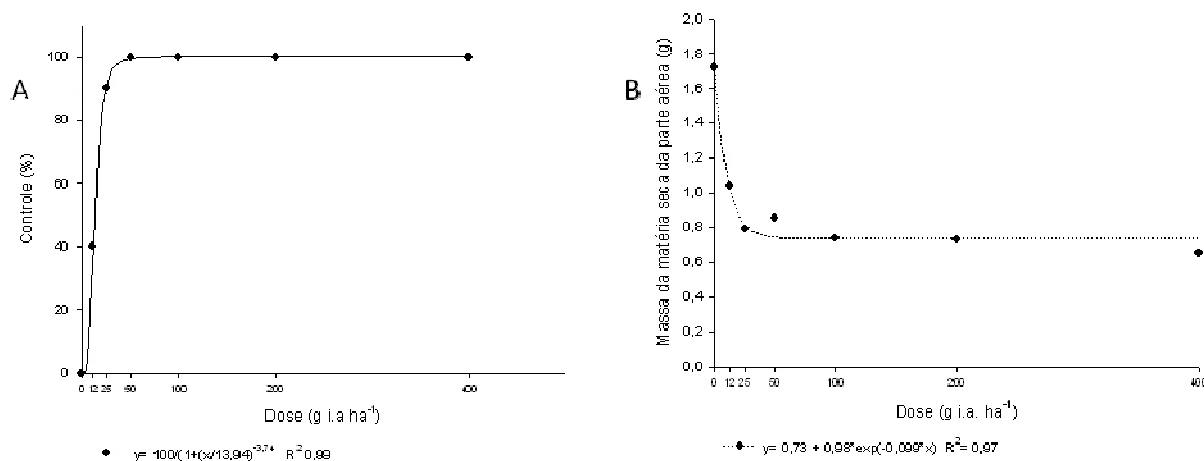 A
Controle (%)
100
80
60
40
20
0
0 12 25 50 100 200 400
Dose (g i.a ha-1)
y= 100/(1+(x/13,94)-3,74 R2 0,99
B
Massa da matéria seca da parte aérea (g)
2,0
1,8
1,6
1,4
1,2
1,0
0,8
0,6
0,4
0,2
0,0
0 12 25 50 100 200 400
Dose (g i.a. ha-1)
y= 0,73 + 0,98*exp(-0,099*x) R2= 0,97